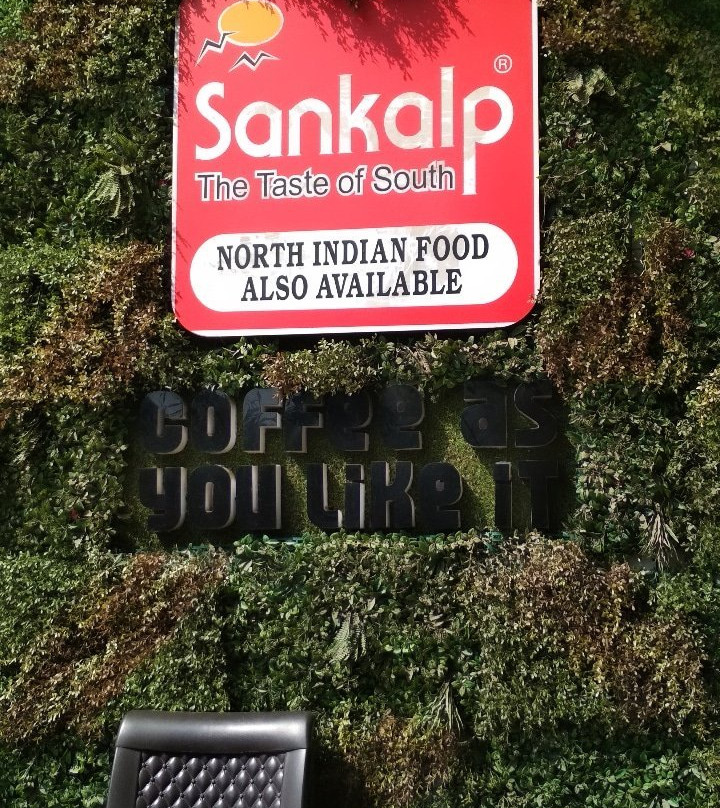 Sankalp®
The Taste of South
NORTH INDIAN FOOD
ALSO AVAILABLE
COFFee as
YOU LiKe iT